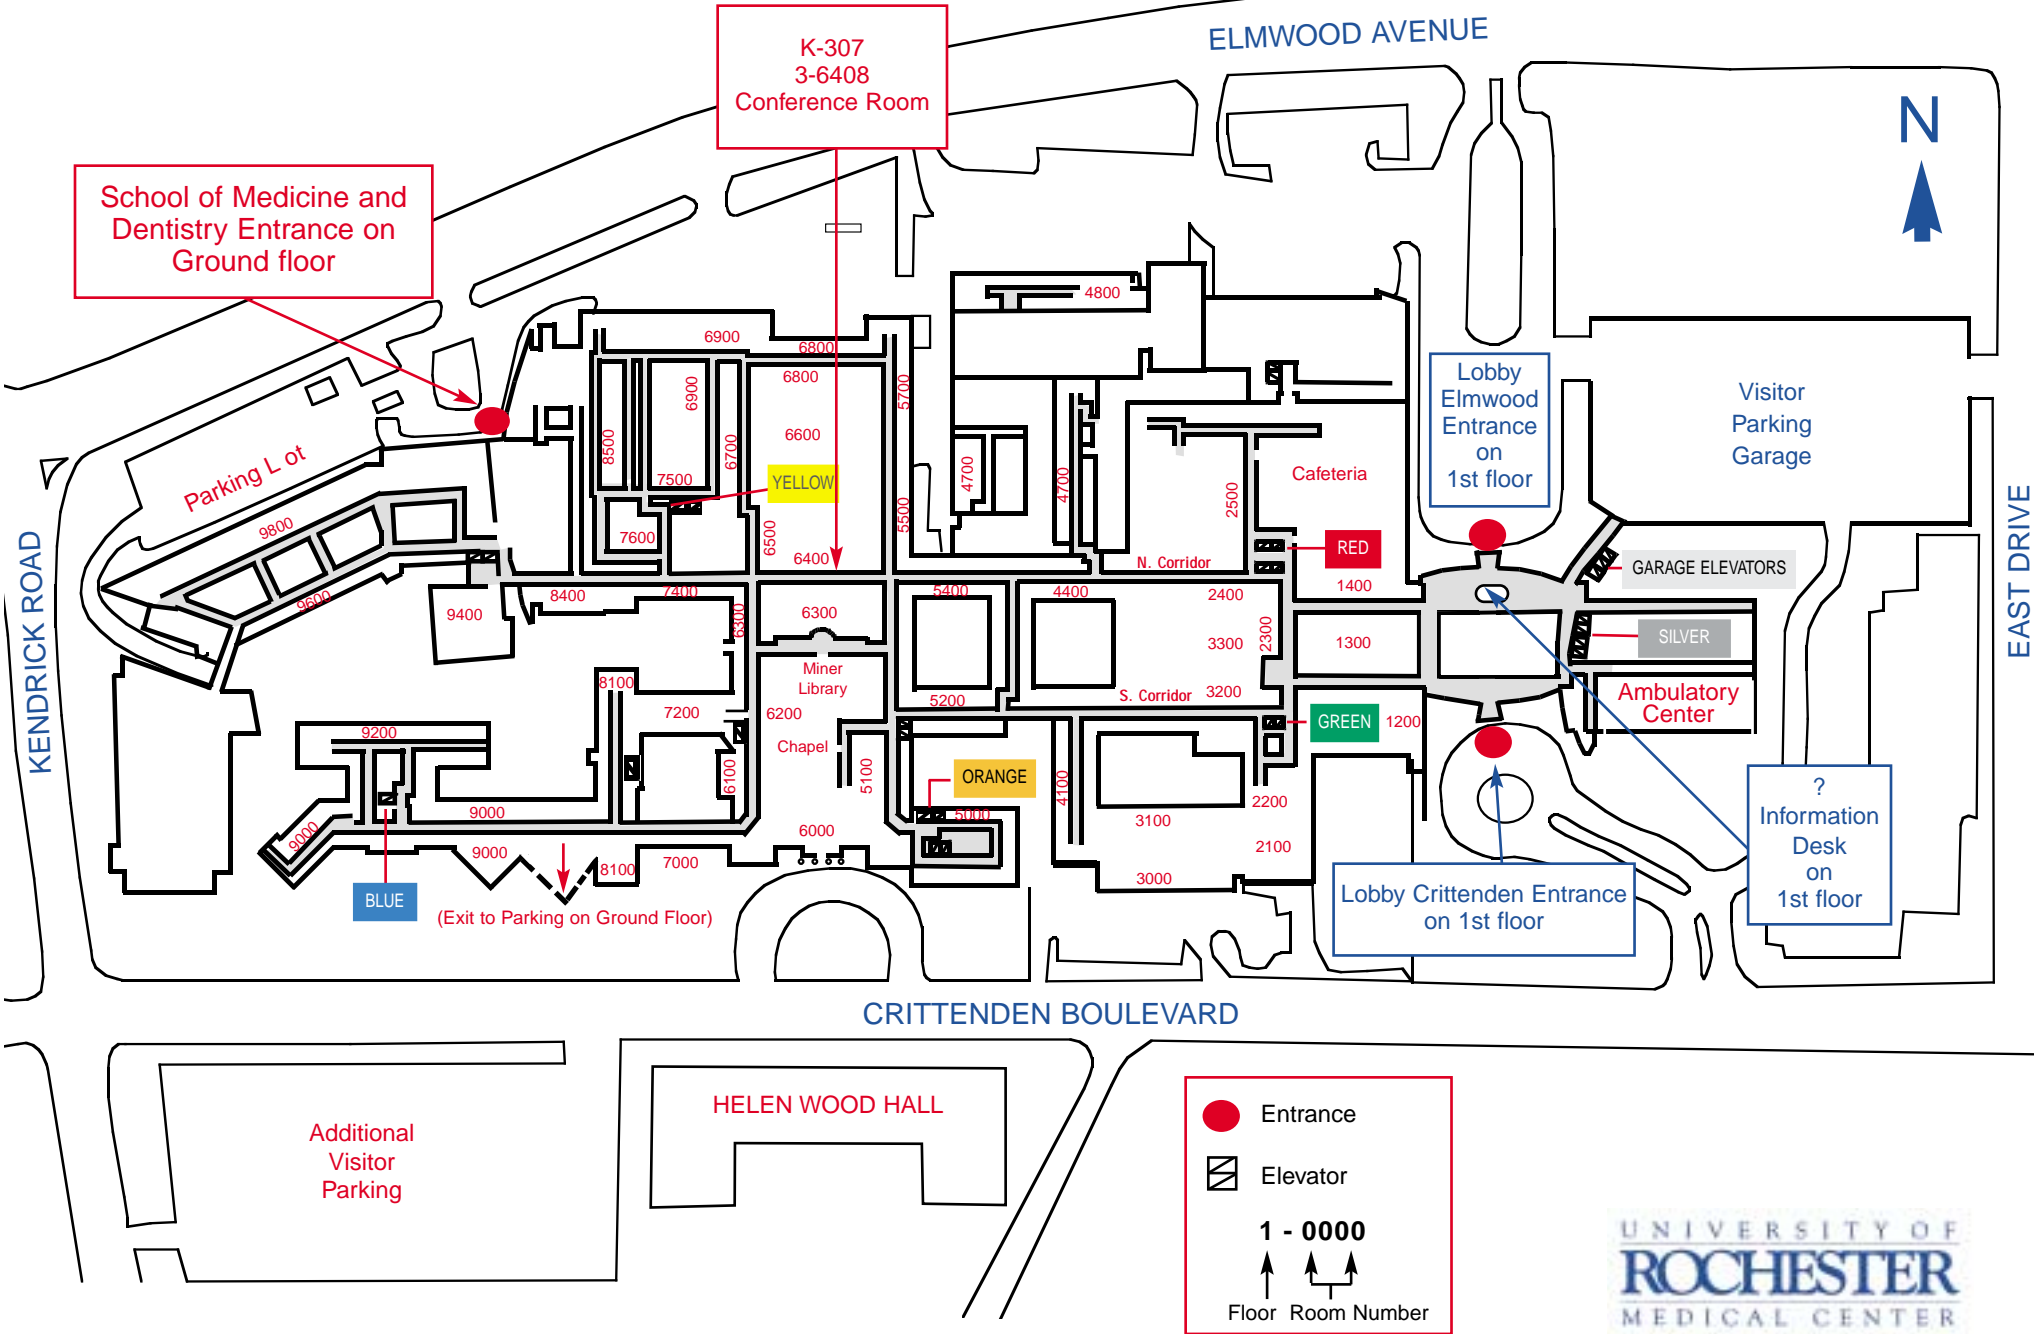 ELMWOOD AVENUE
K-307
3-6408
Conference Room
N
School of Medicine and
Dentistry Entrance on
Ground floor
4800
6900
6800
6800
5700
6900
6600
6700
8500
7500
YELLOW
Parking L ot
9800
7600
6500
6400
5500
4700
4700
2500
Cafeteria
Lobby
Elmwood
Entrance
on
1st floor
Visitor
Parking
Garage
EAST DRIVE
KENDRICK ROAD
RED
N. Corridor
GARAGE ELEVATORS
1400
9600
8400
7400
5400
4400
2400
9400
6300
6300
3300
2300
1300
SILVER
Miner
Library
8100
S. Corridor
3200
5200
Ambulatory
Center
7200
6200
GREEN
1200
9200
Chapel
6100
5100
ORANGE
4100
?
Information
Desk
on
1st floor
2200
9000
9000
5000
3100
6000
2100
9000
8100
7000
3000
BLUE
(Exit to Parking on Ground Floor)
Lobby Crittenden Entrance
on 1st floor
CRITTENDEN BOULEVARD
HELEN WOOD HALL
Additional
Visitor
Parking
Entrance
Elevator
1 - 0000
Floor Room Number
UNIVERSITY OF
ROCHESTER
MEDICAL CENTER